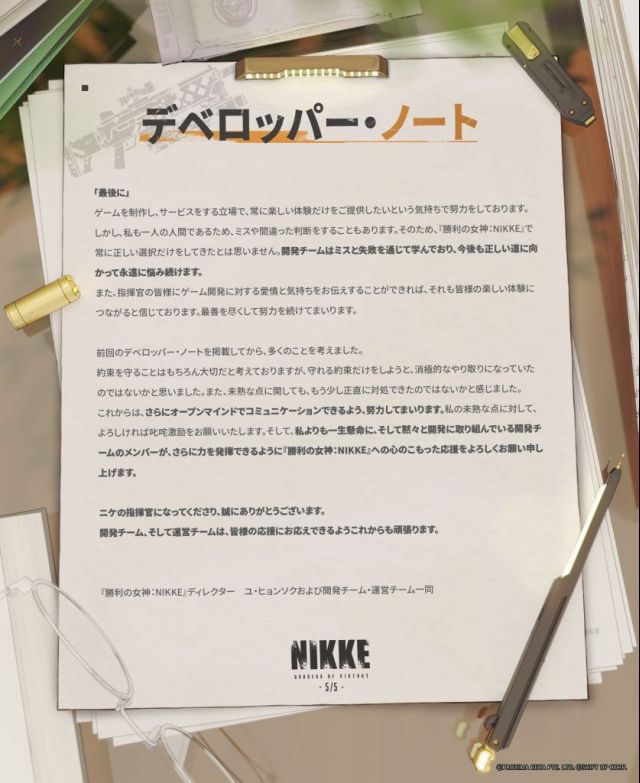 デベロッパー・ノート
「最後に」
ゲームを制作し、サービスをする立場で、常に楽しい体験だけをご提供したいという気持ちで努力をしております。
しかし、私も一人の人間であるため、ミスや間違った判断をすることもあります。そのため、『勝利の女神：NIKKE』で
常に正しい選択だけをしてきたとは思いません。開発チームはミスと失敗を通じて学んでおり、今後も正しい道に向
かって永遠に悩み続けます。
また、指揮官の皆様にゲーム開発に対する愛情と気持ちをお伝えすることができれば、それも皆様の楽しい体験に
つながると信じております。最善を尽くして努力を続けてまいります。
前回のデベロッパー・ノートを掲載してから、多くのことを考えました。
約束を守ることはもちろん大切だと考えておりますが、守れる約束だけをしようと、消極的なやり取りになっていた
のではないかと思いました。また、未熟な点に関しても、もう少し正直に対処できたのではないかと感じました。
これからは、さらにオープンマインドでコミュニケーションできるよう、努力してまいります。私の未熟な点に対して、
よろしければ叱咤激励をお願いいたします。そして、私よりも一生懸命に、そして黙々と開発に取り組んでいる開発チ
ームのメンバーが、さらに力を発揮できるように『勝利の女神：NIKKE』への心のこもった応援をよろしくお願い申し
上げます。
ニケの指揮官になってくださり、誠にありがとうございます。
開発チーム、そして運営チームは、皆様の応援にお応えできるようこれからも頑張ります。
『勝利の女神：NIKKE』ディレクター　ユ・ヒョンソクおよび開発チーム・運営チーム一同
NIKKE
GODDESS OF VICTORY
- 5/5 -
©PROXIMA BETA PTE. LTD. ©SHIFT UP CORP.